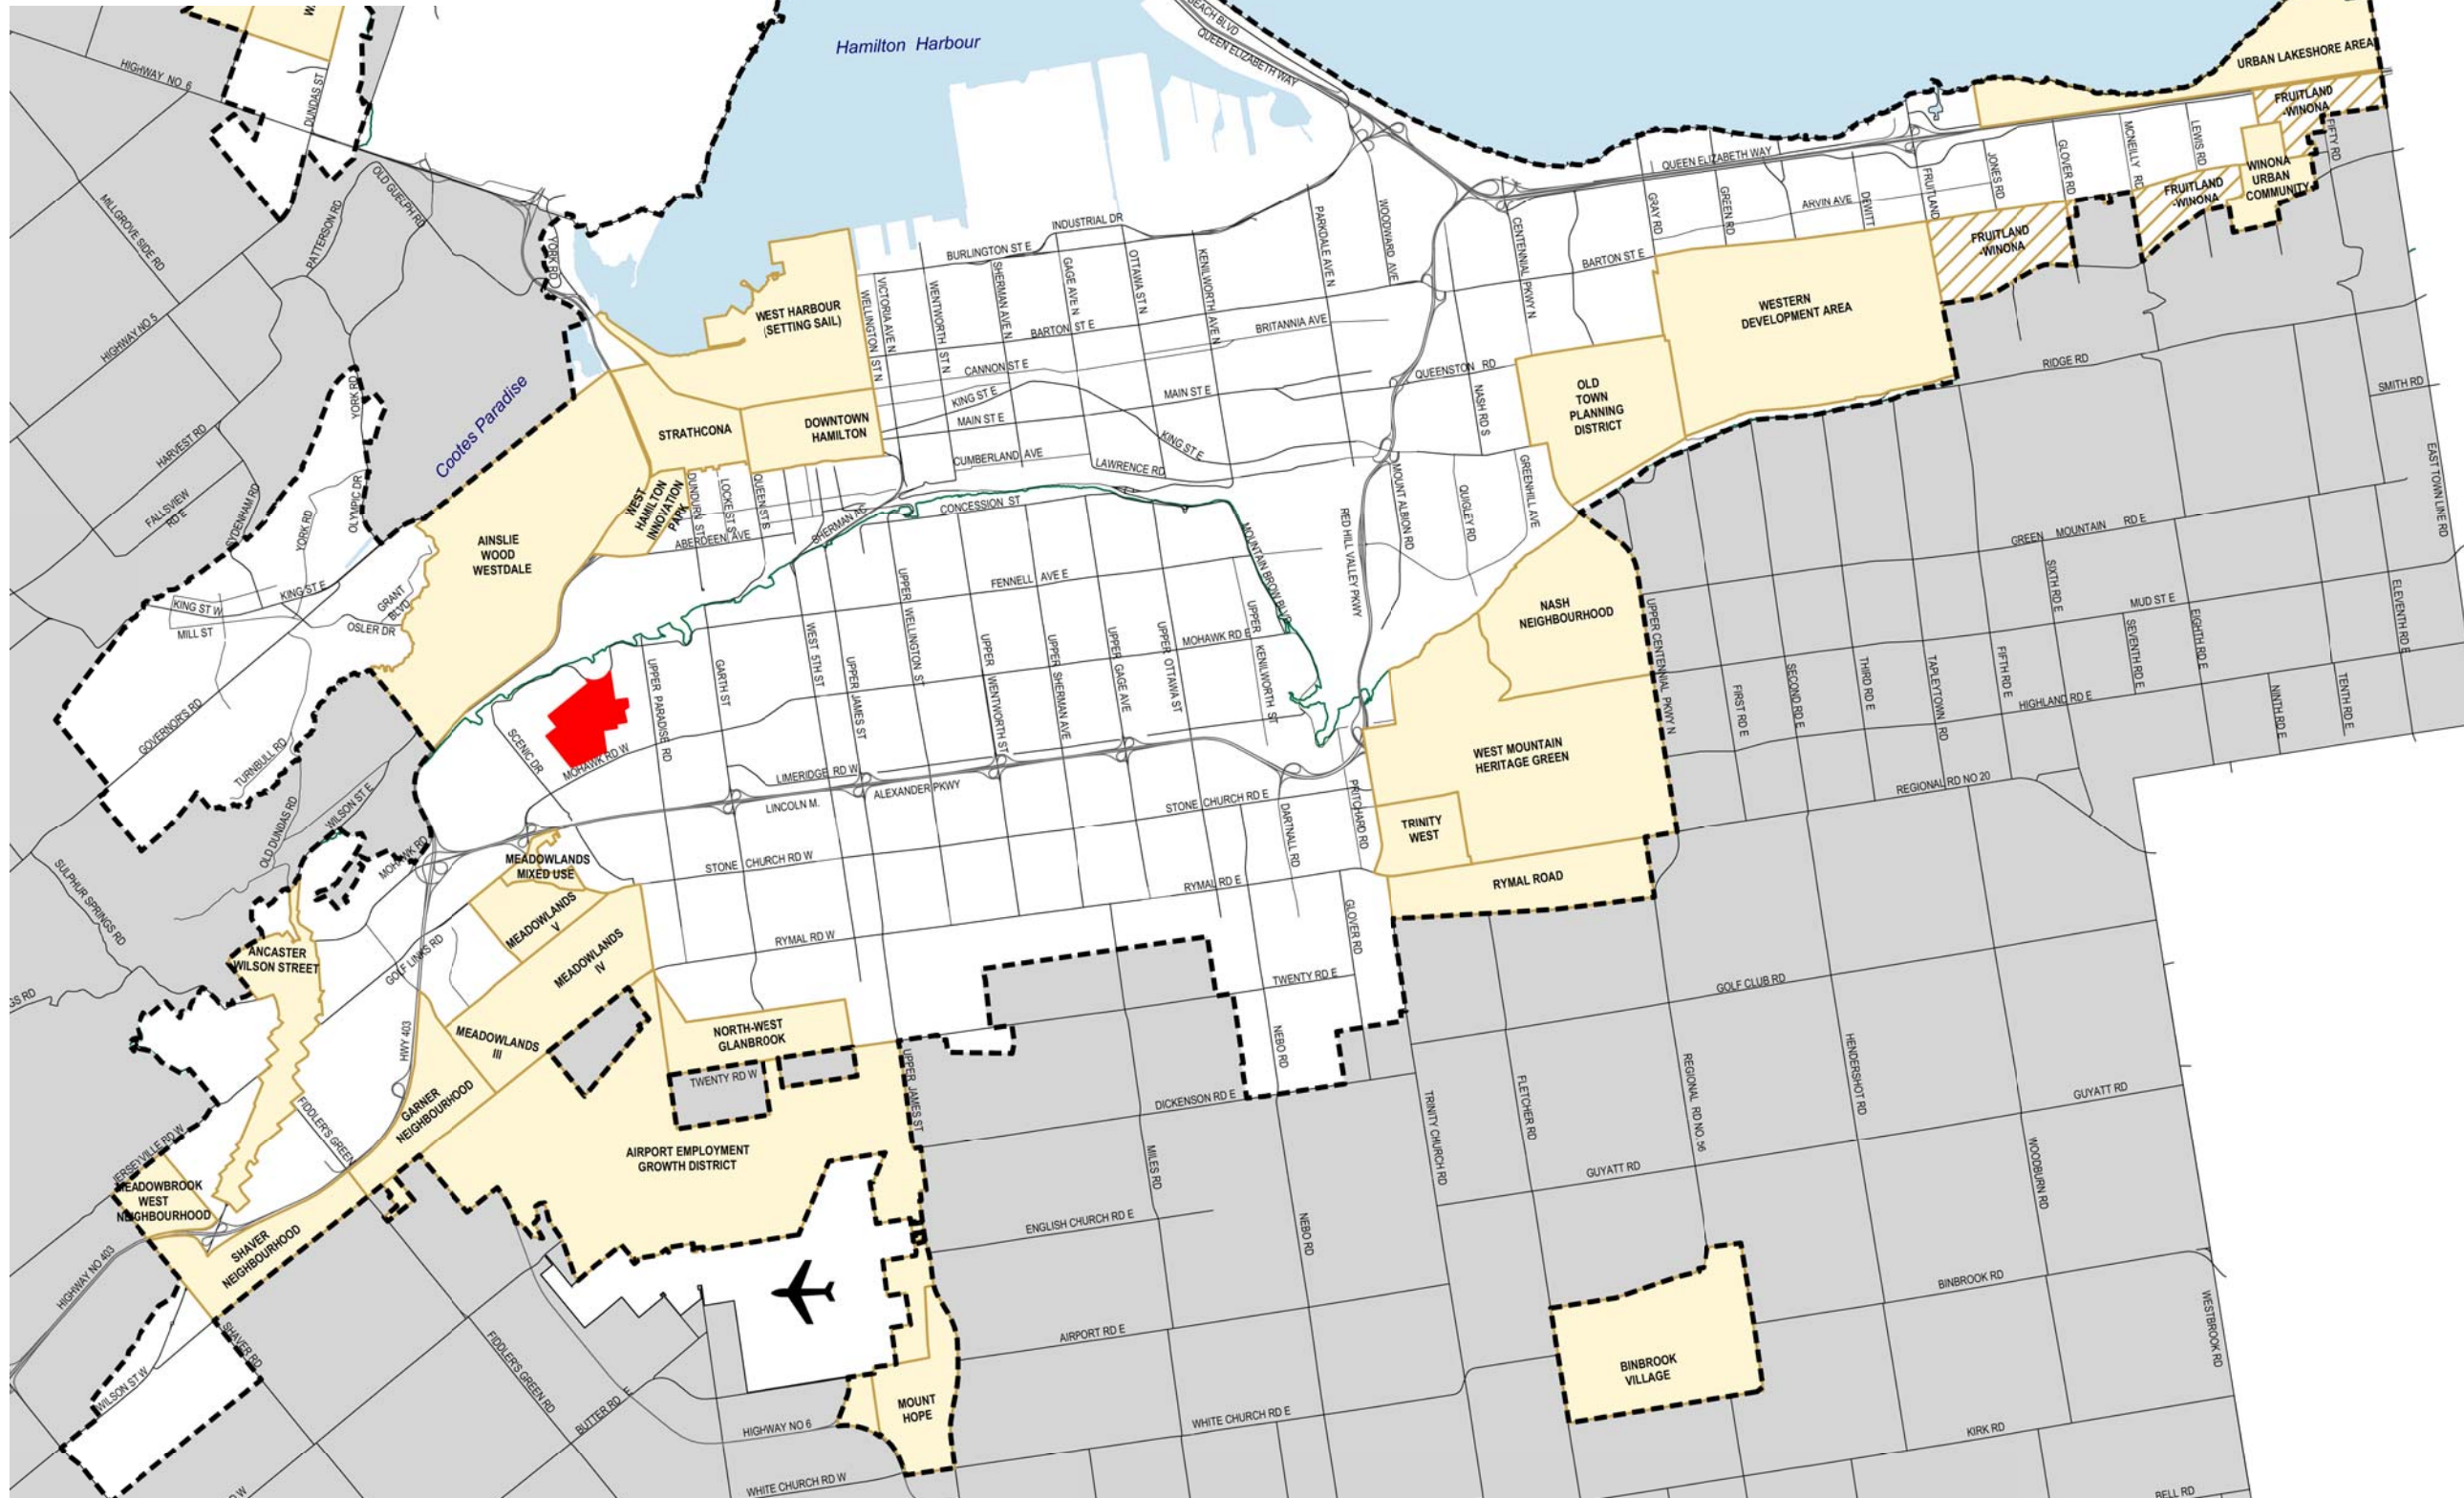 Hamilton Harbour
BEACH BLVD
QUEEN ELIZABETH WAY
URBAN LAKESHORE AREA
FRUITLAND
-WINONA
HIGHWAY NO 6
DUNDAS ST
OLD GUELPH RD
PATTERSON RD
MILLGROVE SIDE RD
YORK RD
HIGHWAY NO 5
INDUSTRIAL DR
BURLINGTON ST E
WEST HARBOUR
(SETTING SAIL)
WELLINGTON ST N
VICTORIA AVE N
WENTWORTH ST N
SHERMAN AVE N
GAGE AVE N
OTTAWA ST N
KENILWORTH AVE N
PARKDALE AVE N
WOODWARD AVE
BARTON ST E
BRITANNIA AVE
CANNON ST E
KING ST E
MAIN ST E
MAIN ST E
KING ST E
CUMBERLAND AVE
LAWRENCE RD
QUEENSTON RD
NASH RD S
CENTENNIAL PKWY N
BARTON ST E
QUEEN ELIZABETH WAY
GRAY RD
GREEN RD
ARVIN AVE
DEWITT
FRUITLAND
JONES RD
GLOVER RD
MCNEILLY RD
LEWIS RD
FIFTY RD
WINONA
URBAN
COMMUNITY
FRUITLAND
-WINONA
FRUITLAND
-WINONA
WESTERN
DEVELOPMENT AREA
OLD
TOWN
PLANNING
DISTRICT
RIDGE RD
SMITH RD
EAST TOWN LINE RD
Cootes Paradise
YORK RD
HARVEST RD
FALLSVIEW
RD E
SYDENHAM RD
YORK RD
OLYMPIC DR
STRATHCONA
DOWNTOWN
HAMILTON
WEST
HAMILTON
INNOVATION
PARK
AINSLIE
WOOD
WESTDALE
DUNDURN ST S
LOCKE ST S
QUEEN ST S
ABERDEEN AVE
SHERMAN AC
CONCESSION ST
MOUNTAIN BROW BLVD
RED HILL VALLEY PKWY
MOUNT ALBION RD
QUIGLEY RD
GREENHILL AVE
KING ST W
KING ST E
MILL ST
GRANT
BLVD
OSLER DR
GOVERNOR'S RD
TURNBULL RD
OLD DUNDAS RD
WILSON ST E
SULPHUR SPRINGS RD
MOHAWK RD
SCENIC DR
MOHAWK RD W
UPPER PARADISE RD
GARTH ST
WEST 5TH ST
UPPER JAMES ST
UPPER WELLINGTON ST
UPPER WENTWORTH ST
UPPER SHERMAN AVE
UPPER GAGE AVE
UPPER OTTAWA ST
UPPER KENILWORTH ST
FENNELL AVE E
MOHAWK RD E
LIMERIDGE RD W
LINCOLN M. ALEXANDER PKWY
STONE CHURCH RD E
STONE CHURCH RD W
DARTNALL RD
PRITCHARD RD
RYMAL RD E
RYMAL RD W
GLOVER RD
TWENTY RD E
NEBO RD
NASH
NEIGHBOURHOOD
WEST MOUNTAIN
HERITAGE GREEN
TRINITY
WEST
RYMAL ROAD
UPPER CENTENNIAL PKWY N
GREEN MOUNTAIN RD E
MUD ST E
HIGHLAND RD E
REGIONAL RD NO 20
FIRST RD E
SECOND RD E
THIRD RD E
TAPLEYTOWN RD
FIFTH RD E
SIXTH RD E
SEVENTH RD E
EIGHTH RD E
NINTH RD E
TENTH RD E
ELEVENTH RD E
MEADOWLANDS
MIXED USE
MEADOWLANDS
V
MEADOWLANDS
IV
MEADOWLANDS
III
ANCASTER
WILSON STREET
GOLF LINKS RD
HWY 403
GARNER
NEIGHBOURHOOD
FIDDLER'S GREEN
JERSEYVILLE RD W
MEADOWBROOK
WEST
NEIGHBOURHOOD
SHAVER
NEIGHBOURHOOD
HIGHWAY NO 403
WILSON ST W
SHAVER RD
FIDDLER'S GREEN RD
BUTTER RD E
NORTH-WEST
GLANBROOK
TWENTY RD W
UPPER JAMES ST
AIRPORT EMPLOYMENT
GROWTH DISTRICT
DICKENSON RD E
MILES RD
ENGLISH CHURCH RD E
NEBO RD
AIRPORT RD E
MOUNT
HOPE
HIGHWAY NO 6
WHITE CHURCH RD W
WHITE CHURCH RD E
GOLF CLUB RD
TRINITY CHURCH RD
FLETCHER RD
REGIONAL RD NO. 56
HENDERSHOT RD
WOODBURN RD
GUYATT RD
GUYATT RD
BINBROOK RD
BINBROOK
VILLAGE
WESTBROOK RD
KIRK RD
BELL RD